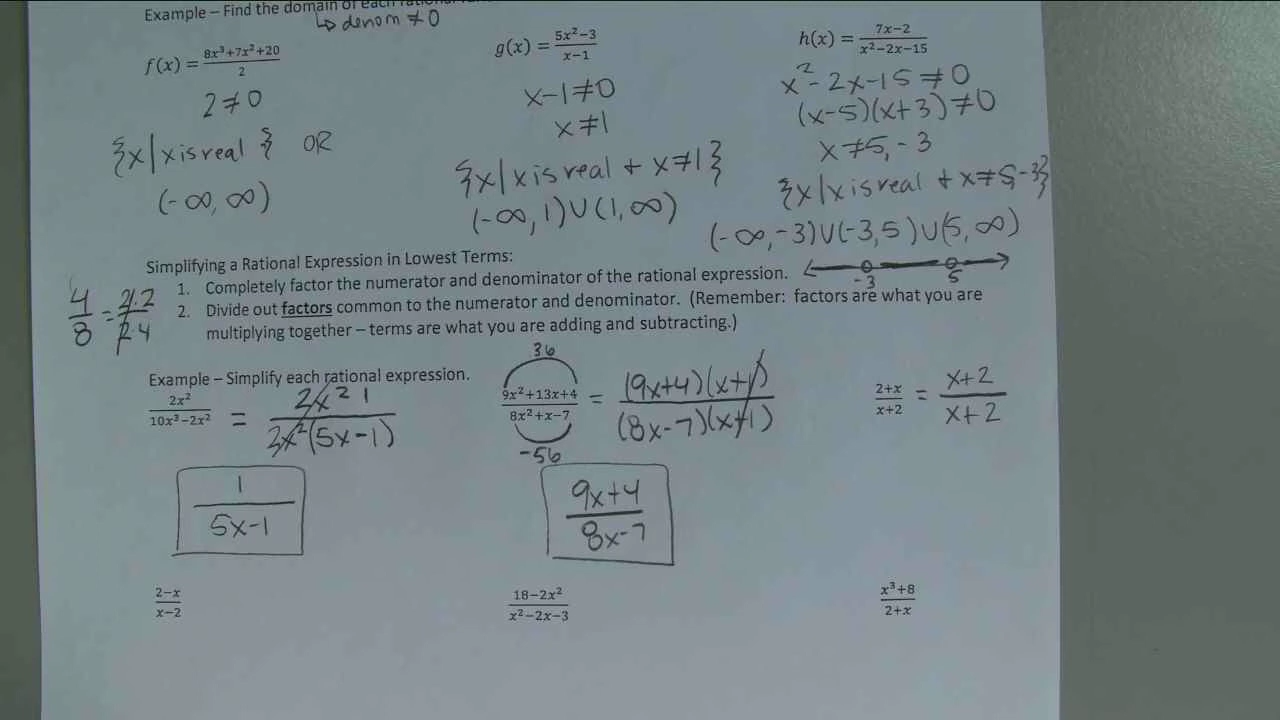 Example – Find the domain of each rational
↳ denom ≠ 0
f(x) = (8x³+7x²+20)/2
2 ≠ 0
{x | x is real } OR
(-∞, ∞)
g(x) = (5x²−3)/(x−1)
x-1 ≠ 0
x ≠ 1
{x | x is real + x ≠ 1}
(-∞, 1) ∪ (1, ∞)
h(x) = (7x−2)/(x²−2x−15)
x² - 2x - 15 ≠ 0
(x-5)(x+3) ≠ 0
x ≠ 5, -3
{x | x is real + x ≠ 5, -3}
(-∞, -3) ∪ (-3, 5) ∪ (5, ∞)
-3 5
Simplifying a Rational Expression in Lowest Terms:
1. Completely factor the numerator and denominator of the rational expression.
2. Divide out factors common to the numerator and denominator. (Remember: factors are what you are
multiplying together – terms are what you are adding and subtracting.)
4/8 = 2·2/2·4
Example – Simplify each rational expression.
2x²/(10x³−2x²) = 2x² 1/2x²(5x-1)
1/(5x-1)
36
(9x²+13x+4)/(8x²+x−7) = (9x+4)(x+1)/(8x-7)(x+1)
-56
(9x+4)/(8x-7)
(2+x)/(x+2) = (x+2)/(x+2)
(2−x)/(x−2)
(18−2x²)/(x²−2x−3)
(x³+8)/(2+x)